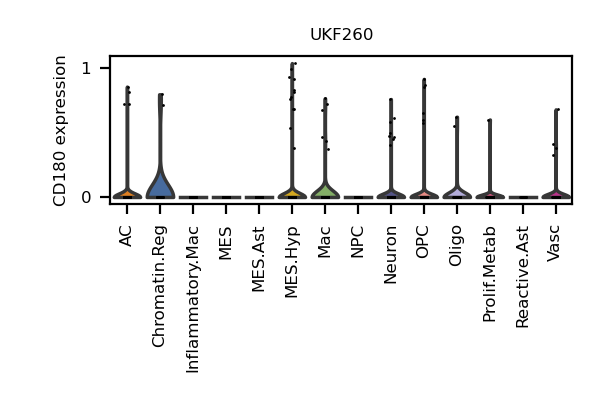 UKF260
CD180 expression
1
0
AC
Chromatin.Reg
Inflammatory.Mac
MES
MES.Ast
MES.Hyp
Mac
NPC
Neuron
OPC
Oligo
Prolif.Metab
Reactive.Ast
Vasc